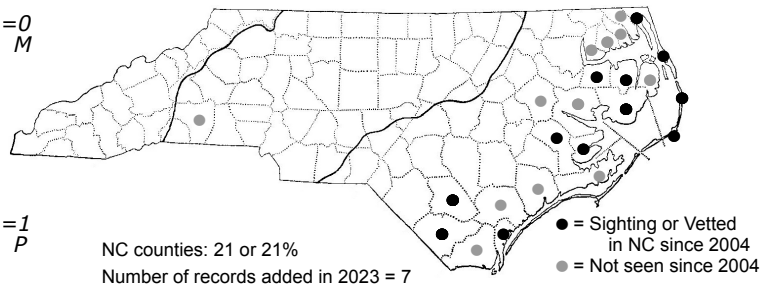 =0
M
=1
P
NC counties: 21 or 21%
Number of records added in 2023 = 7
= Sighting or Vetted
in NC since 2004
= Not seen since 2004